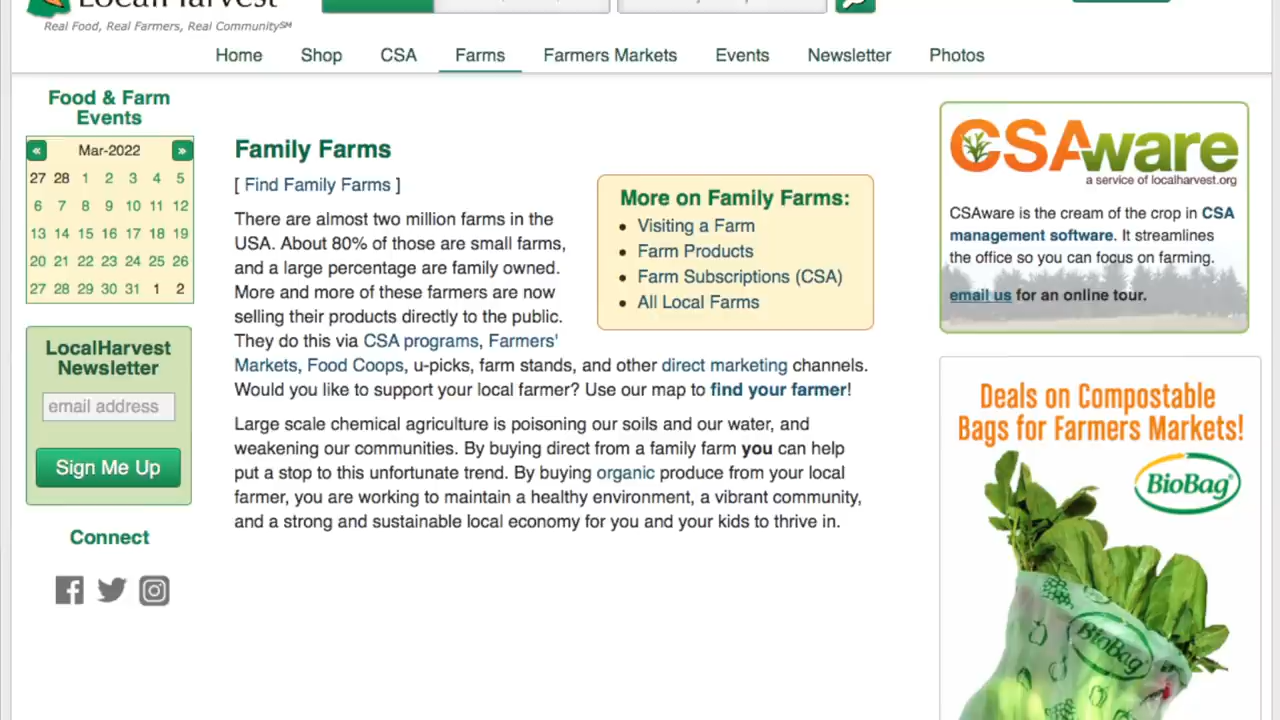 LocalHarvest
Real Food, Real Farmers, Real Community℠
Home Shop CSA Farms Farmers Markets Events Newsletter Photos
Food & Farm
Events
« Mar-2022 »
27 28 1 2 3 4 5
6 7 8 9 10 11 12
13 14 15 16 17 18 19
20 21 22 23 24 25 26
27 28 29 30 31 1 2
LocalHarvest
Newsletter
email address
Sign Me Up
Connect
Family Farms
[ Find Family Farms ]
There are almost two million farms in the
USA. About 80% of those are small farms,
and a large percentage are family owned.
More and more of these farmers are now
selling their products directly to the public.
They do this via CSA programs, Farmers'
Markets, Food Coops, u-picks, farm stands, and other direct marketing channels.
Would you like to support your local farmer? Use our map to find your farmer!
Large scale chemical agriculture is poisoning our soils and our water, and
weakening our communities. By buying direct from a family farm you can help
put a stop to this unfortunate trend. By buying organic produce from your local
farmer, you are working to maintain a healthy environment, a vibrant community,
and a strong and sustainable local economy for you and your kids to thrive in.
More on Family Farms:
• Visiting a Farm
• Farm Products
• Farm Subscriptions (CSA)
• All Local Farms
CSAware
a service of localharvest.org
CSAware is the cream of the crop in CSA
management software. It streamlines
the office so you can focus on farming.
email us for an online tour.
Deals on Compostable
Bags for Farmers Markets!
BioBag
BioBag